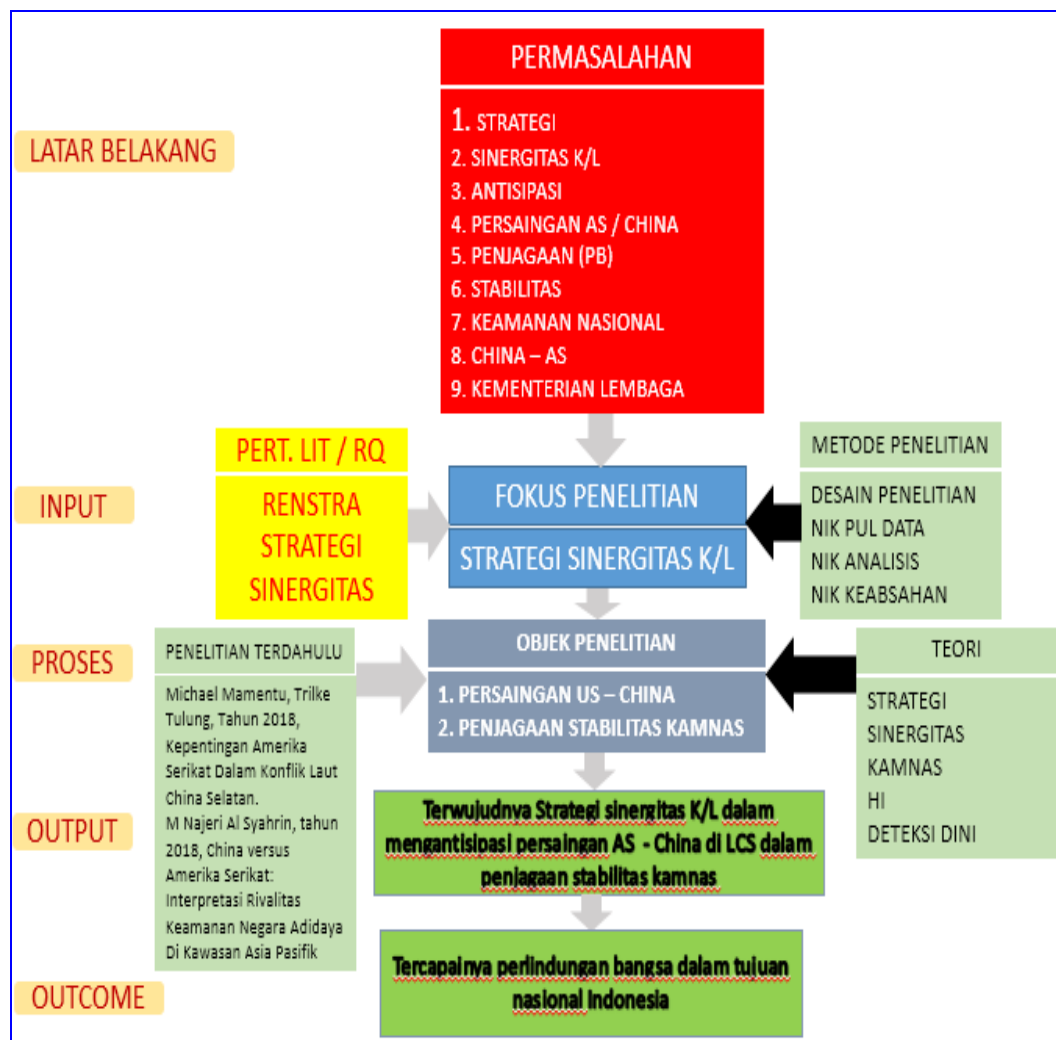 PERMASALAHAN
1. STRATEGI
2. SINERGITAS K/L
3. ANTISIPASI
4. PERSAINGAN AS / CHINA
5. PENJAGAAN (PB)
6. STABILITAS
7. KEAMANAN NASIONAL
8. CHINA – AS
9. KEMENTERIAN LEMBAGA
LATAR BELAKANG
INPUT
PERT. LIT / RQ
RENSTRA
STRATEGI
SINERGITAS
FOKUS PENELITIAN
STRATEGI SINERGITAS K/L
METODE PENELITIAN
DESAIN PENELITIAN
NIK PUL DATA
NIK ANALISIS
NIK KEABSAHAN
PROSES
PENELITIAN TERDAHULU
Michael Mamentu, Trilke
Tulung, Tahun 2018,
Kepentingan Amerika
Serikat Dalam Konflik Laut
China Selatan.
M Najeri Al Syahrin, tahun
2018, China versus
Amerika Serikat:
Interpretasi Rivalitas
Keamanan Negara Adidaya
Di Kawasan Asia Pasifik
OBJEK PENELITIAN
1. PERSAINGAN US – CHINA
2. PENJAGAAN STABILITAS KAMNAS
TEORI
STRATEGI
SINERGITAS
KAMNAS
HI
DETEKSI DINI
OUTPUT
Terwujudnya Strategi sinergitas K/L dalam
mengantisipasi persaingan AS - China di LCS dalam
penjagaan stabilitas kamnas
OUTCOME
Tercapainya perlindungan bangsa dalam tujuan
nasional Indonesia